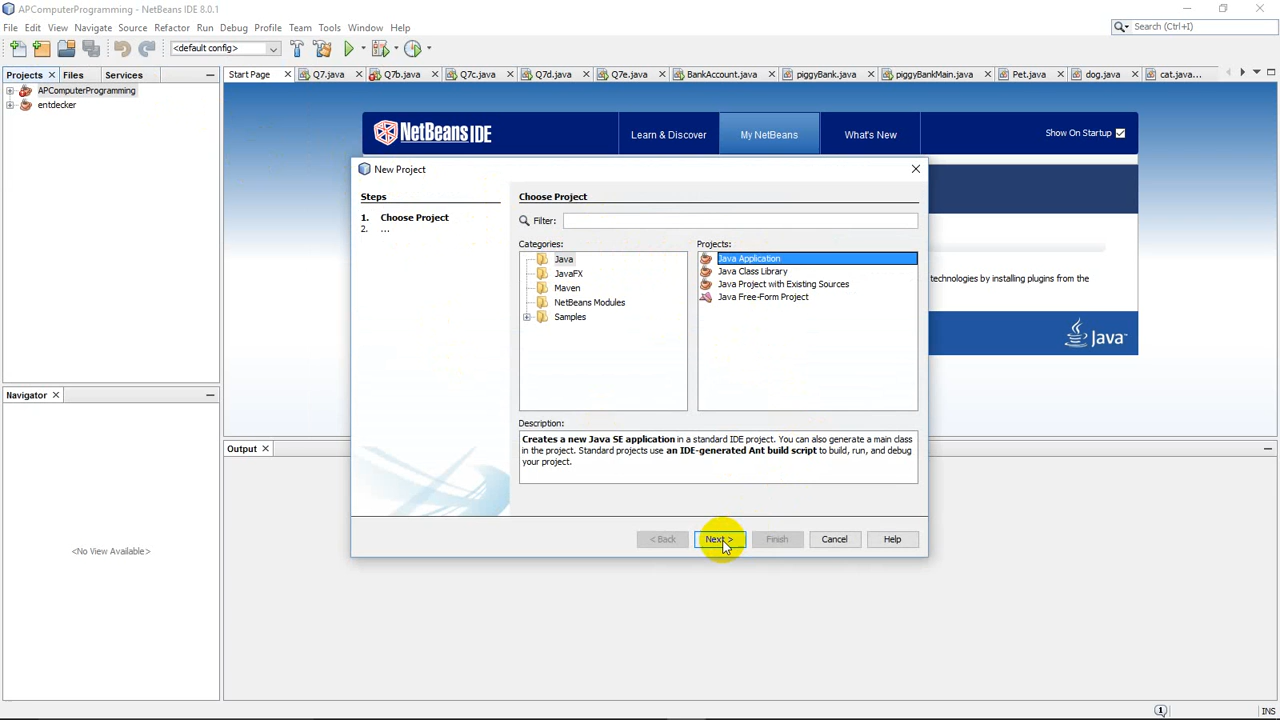 APComputerProgramming - NetBeans IDE 8.0.1
File Edit View Navigate Source Refactor Run Debug Profile Team Tools Window Help
Search (Ctrl+I)
<default config>
Projects Files Services
Start Page Q7.java Q7b.java Q7c.java Q7d.java Q7e.java BankAccount.java piggyBank.java piggyBankMain.java Pet.java dog.java cat.java...
APComputerProgramming
entdecker
NetBeans IDE
Learn & Discover My NetBeans What's New
Show On Startup
New Project
Steps
1. Choose Project
2. ...
Choose Project
Filter:
Categories:
Java
JavaFX
Maven
NetBeans Modules
Samples
Projects:
Java Application
Java Class Library
Java Project with Existing Sources
Java Free-Form Project
technologies by installing plugins from the
Java
Description:
Creates a new Java SE application in a standard IDE project. You can also generate a main class
in the project. Standard projects use an IDE-generated Ant build script to build, run, and debug
your project.
< Back Next > Finish Cancel Help
Navigator
<No View Available>
Output
1 INS